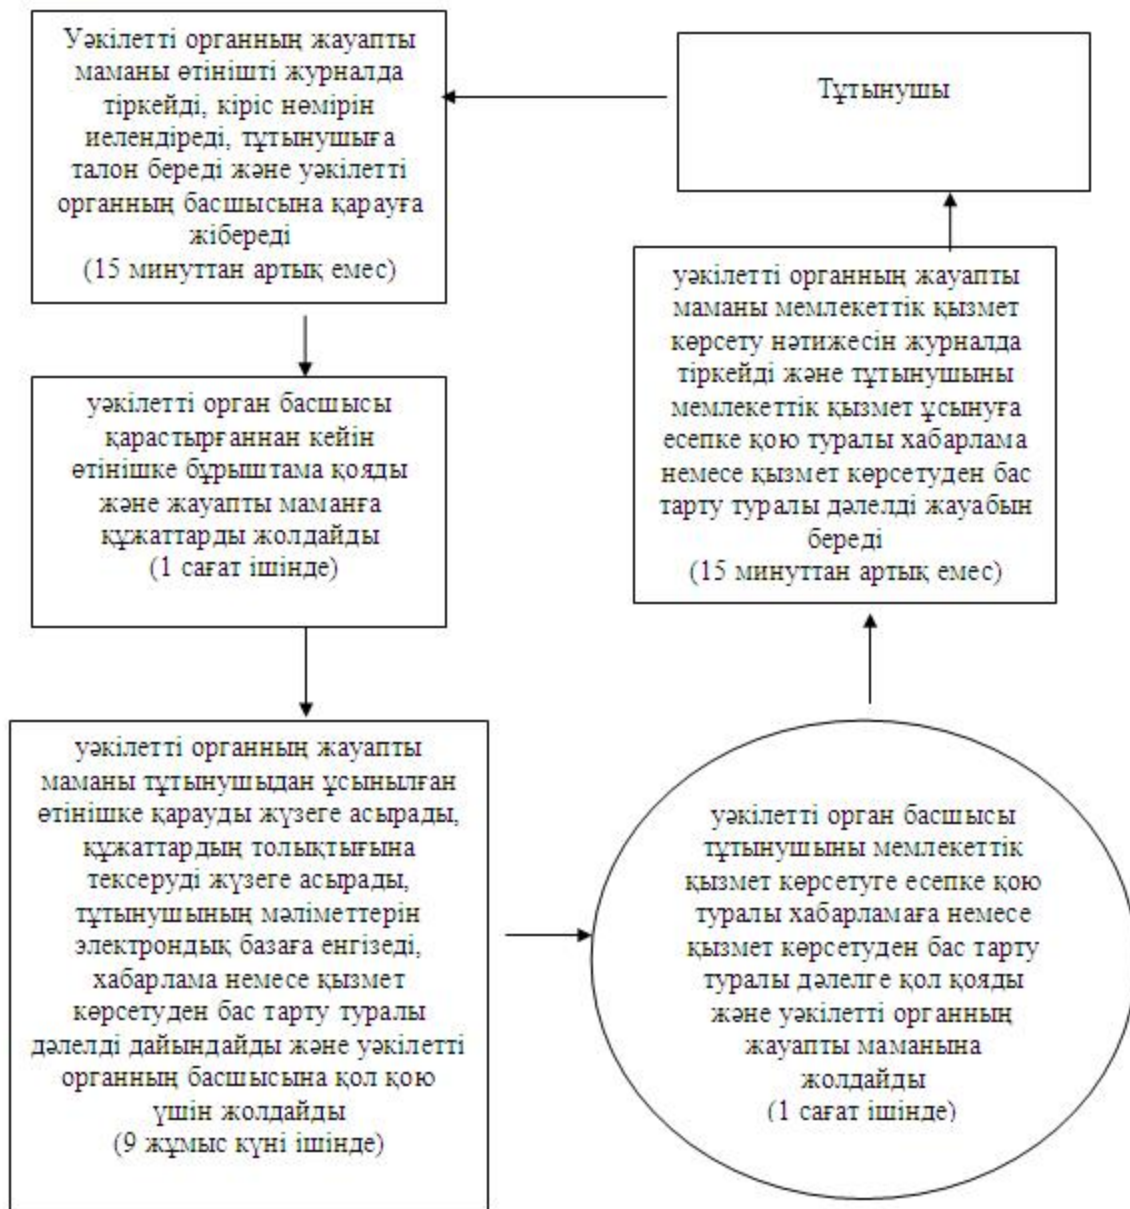 Уәкілетті органның жауапты
маманы өтінішті журналда
тіркейді, кіріс нөмірін
иелендіреді, тұтынушыға
талон береді және уәкілетті
органның басшысына қарауға
жібереді
(15 минуттан артық емес)
Тұтынушы
уәкілетті орган басшысы
қарастырғаннан кейін
өтінішке бұрыштама қояды
және жауапты маманға
құжаттарды жолдайды
(1 сағат ішінде)
уәкілетті органның жауапты
маманы мемлекеттік қызмет
көрсету нәтижесін журналда
тіркейді және тұтынушыны
мемлекеттік қызмет ұсынуға
есепке қою туралы хабарлама
немесе қызмет көрсетуден бас
тарту туралы дәлелді жауабын
береді
(15 минуттан артық емес)
уәкілетті органның жауапты
маманы тұтынушыдан ұсынылған
өтінішке қарауды жүзеге асырады,
құжаттардың толықтығына
тексеруді жүзеге асырады,
тұтынушының мәліметтерін
электрондық базаға енгізеді,
хабарлама немесе қызмет
көрсетуден бас тарту туралы
дәлелді дайындайды және уәкілетті
органның басшысына қол қою
үшін жолдайды
(9 жұмыс күні ішінде)
уәкілетті орган басшысы
тұтынушыны мемлекеттік
қызмет көрсетуге есепке қою
туралы хабарламаға немесе
қызмет көрсетуден бас тарту
туралы дәлелге қол қояды
және уәкілетті органның
жауапты маманына
жолдайды
(1 сағат ішінде)